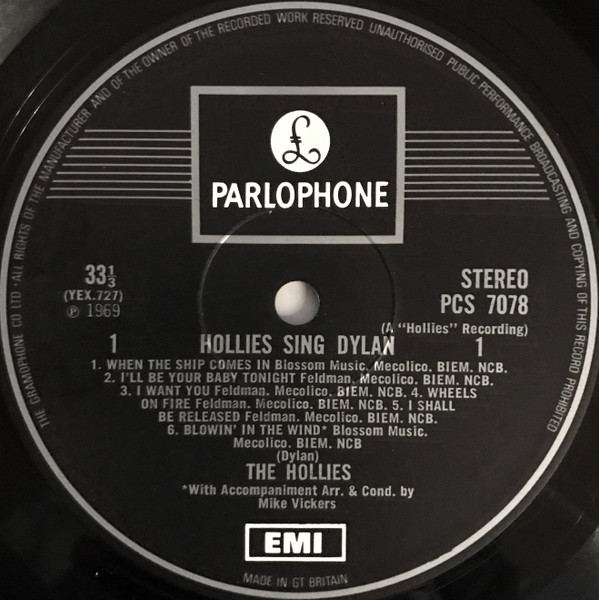 THE GRAMOPHONE CO LTD · ALL RIGHTS OF THE MANUFACTURER AND OF THE OWNER OF THE RECORDED WORK RESERVED UNAUTHORISED PUBLIC PERFORMANCE BROADCASTING AND COPYING OF THIS RECORD PROHIBITED
£
PARLOPHONE
33⅓
(YEX.727)
℗ 1969
STEREO
PCS 7078
(A "Hollies" Recording)
1 HOLLIES SING DYLAN 1
1. WHEN THE SHIP COMES IN Blossom Music. Mecolico. BIEM. NCB.
2. I'LL BE YOUR BABY TONIGHT Feldman. Mecolico. BIEM. NCB.
3. I WANT YOU Feldman. Mecolico. BIEM. NCB. 4. WHEELS
ON FIRE Feldman. Mecolico. BIEM. NCB. 5. I SHALL
BE RELEASED Feldman. Mecolico. BIEM. NCB.
6. BLOWIN' IN THE WIND* Blossom Music.
Mecolico. BIEM. NCB
(Dylan)
THE HOLLIES
*With Accompaniment Arr. & Cond. by
Mike Vickers
EMI
MADE IN GT BRITAIN